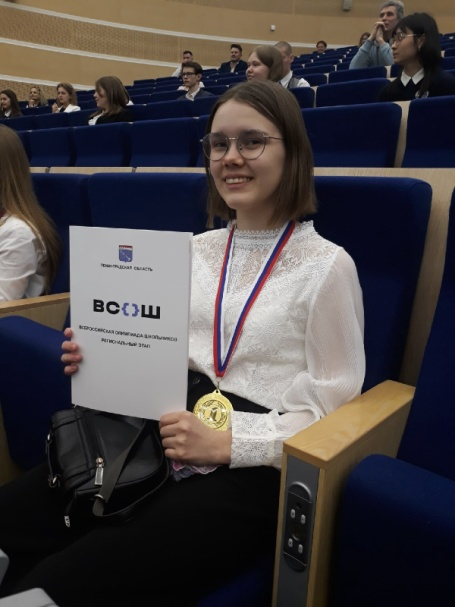 ЛЕНИНГРАДСКАЯ ОБЛАСТЬ
ВСОШ
ВСЕРОССИЙСКАЯ ОЛИМПИАДА ШКОЛЬНИКОВ
РЕГИОНАЛЬНЫЙ ЭТАП